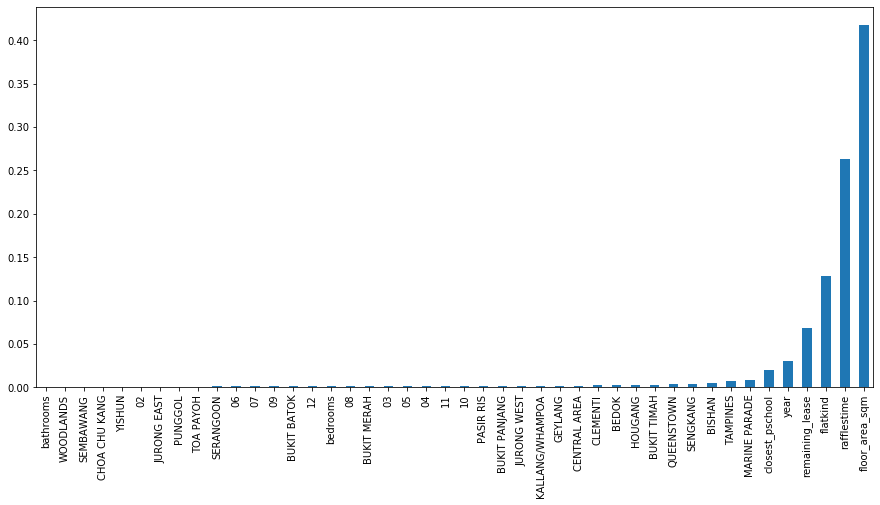 0.40
0.35
0.30
0.25
0.20
0.15
0.10
0.05
0.00
bathrooms
WOODLANDS
SEMBAWANG
CHOA CHU KANG
YISHUN
02
JURONG EAST
PUNGGOL
TOA PAYOH
SERANGOON
06
07
09
BUKIT BATOK
12
bedrooms
08
BUKIT MERAH
03
05
04
11
10
PASIR RIS
BUKIT PANJANG
JURONG WEST
KALLANG/WHAMPOA
GEYLANG
CENTRAL AREA
CLEMENTI
BEDOK
HOUGANG
BUKIT TIMAH
QUEENSTOWN
SENGKANG
BISHAN
TAMPINES
MARINE PARADE
closest_pschool
year
remaining_lease
flatkind
rafflestime
floor_area_sqm